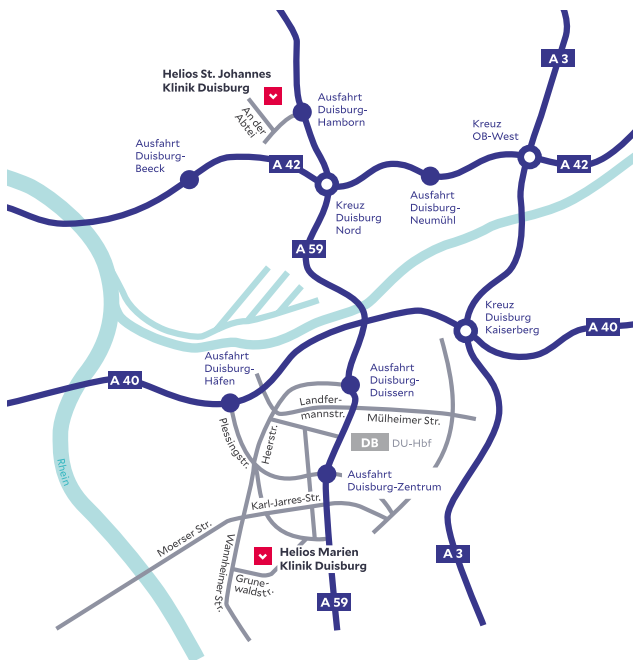 A 3
Helios St. Johannes
Klinik Duisburg
Ausfahrt
Duisburg-
Hamborn
An der
Abtei
Kreuz
OB-West
Ausfahrt
Duisburg-
Beeck
A 42
A 42
Ausfahrt
Duisburg-
Neumühl
Kreuz
Duisburg
Nord
A 59
Kreuz
Duisburg
Kaiserberg
A 40
Ausfahrt
Duisburg-
Häfen
A 40
Ausfahrt
Duisburg-
Duissern
Landfer-
mannstr.
Mülheimer Str.
Plessingstr.
Heerstr.
DB DU-Hbf
Rhein
Ausfahrt
Duisburg-Zentrum
Karl-Jarres-Str.
Moerser Str.
Wannheimer Str.
Helios Marien
Klinik Duisburg
A 3
Grune-
waldstr.
A 59